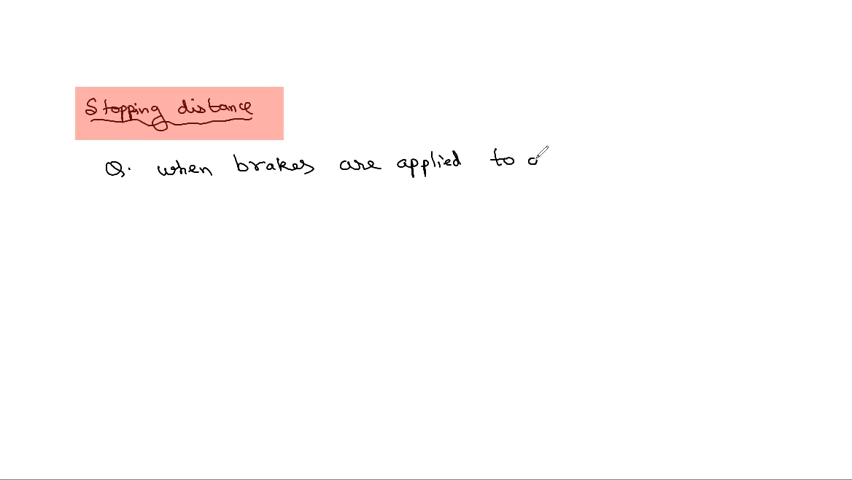 Stopping distance
Q. when brakes are applied to a